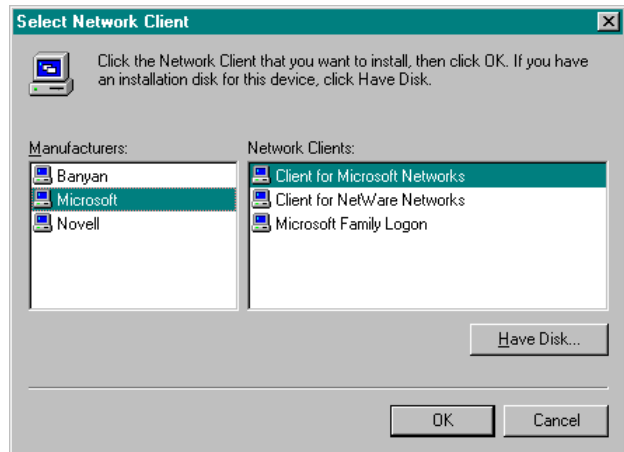 Select Network Client
Click the Network Client that you want to install, then click OK. If you have
an installation disk for this device, click Have Disk.
Manufacturers:
Banyan
Microsoft
Novell
Network Clients:
Client for Microsoft Networks
Client for NetWare Networks
Microsoft Family Logon
Have Disk...
OK
Cancel